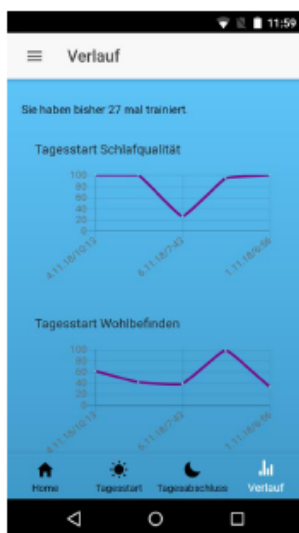 11:59
Verlauf
Sie haben bisher 27 mal trainiert.
Tagesstart Schlafqualität
100
80
60
40
20
0
4.11.18/10:13
6.11.18/7:43
1.11.18/6:56
Tagesstart Wohlbefinden
100
80
60
40
20
0
4.11.18/10:13
6.11.18/7:43
1.11.18/6:56
Home
Tagesstart
Tagesabschluss
Verlauf